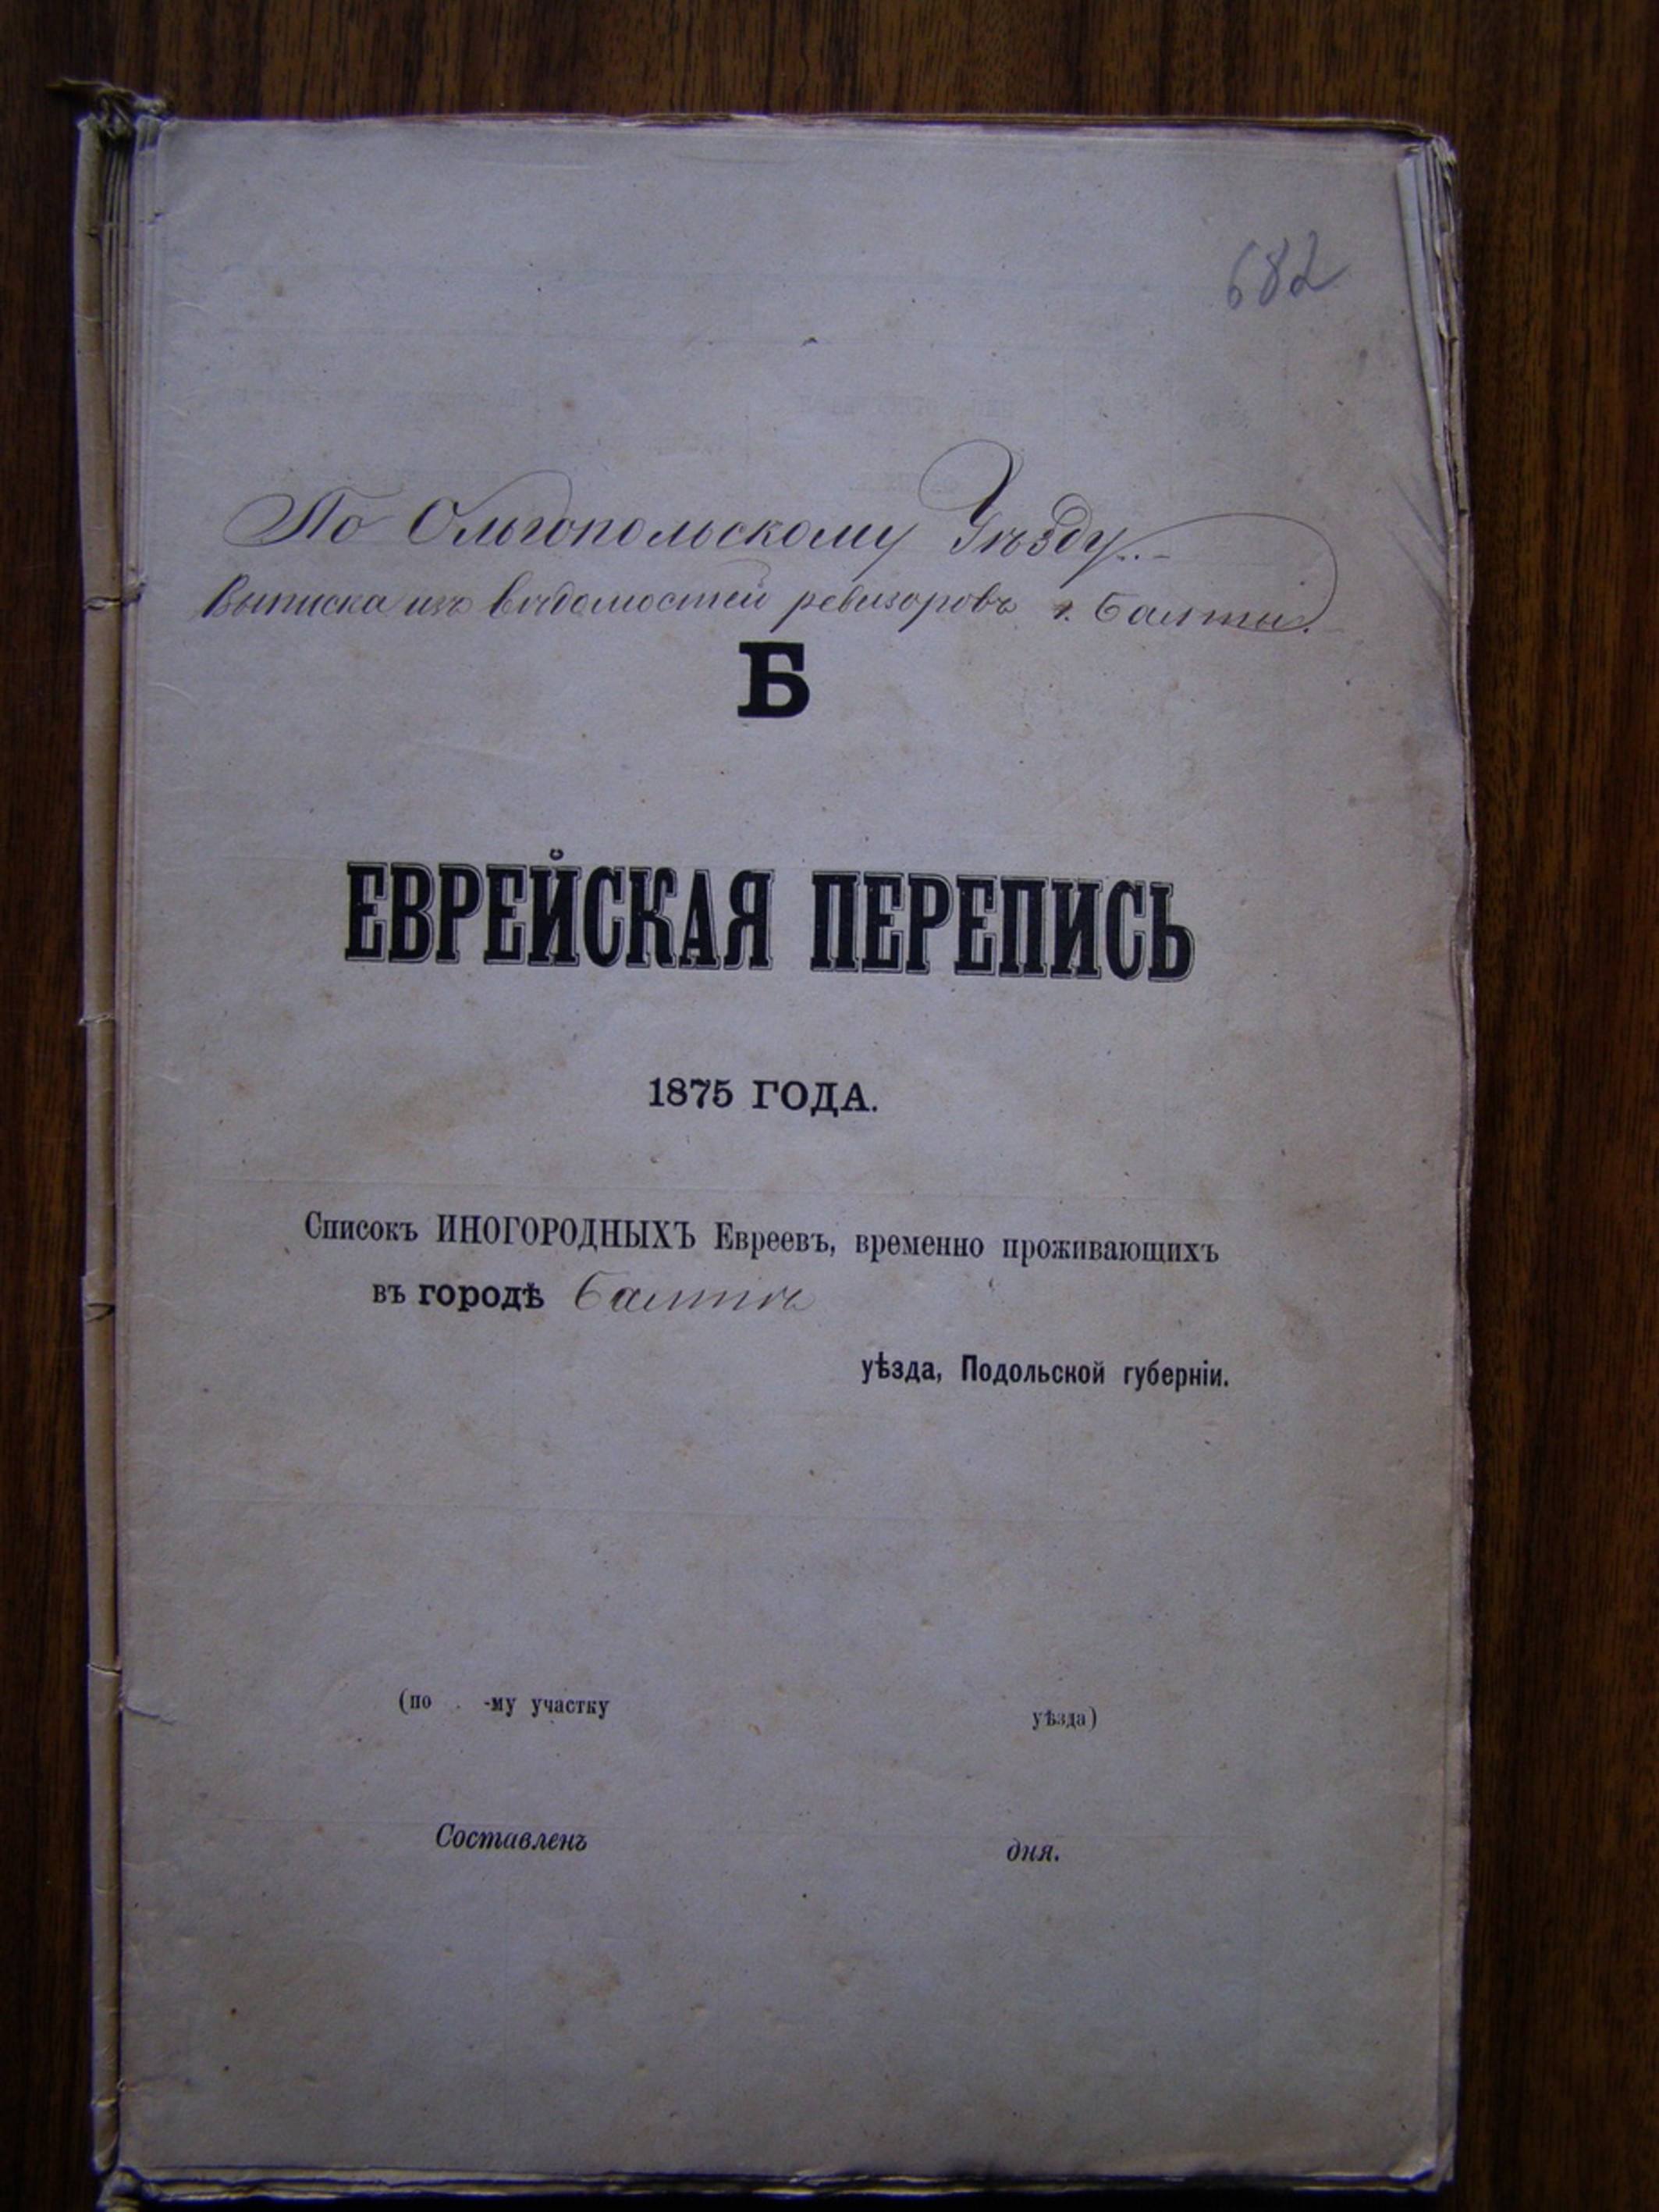 682
По Ольгопольскому Уѣзду.
Выписка изъ вѣдомостей ревизоровъ г. Балты.
Б
ЕВРЕЙСКАЯ ПЕРЕПИСЬ
1875 ГОДА.
Списокъ ИНОГОРОДНЫХЪ Евреевъ, временно проживающихъ
въ городѣ Балтѣ
уѣзда, Подольской губерніи.
(по . -му участку уѣзда)
Составленъ дня.